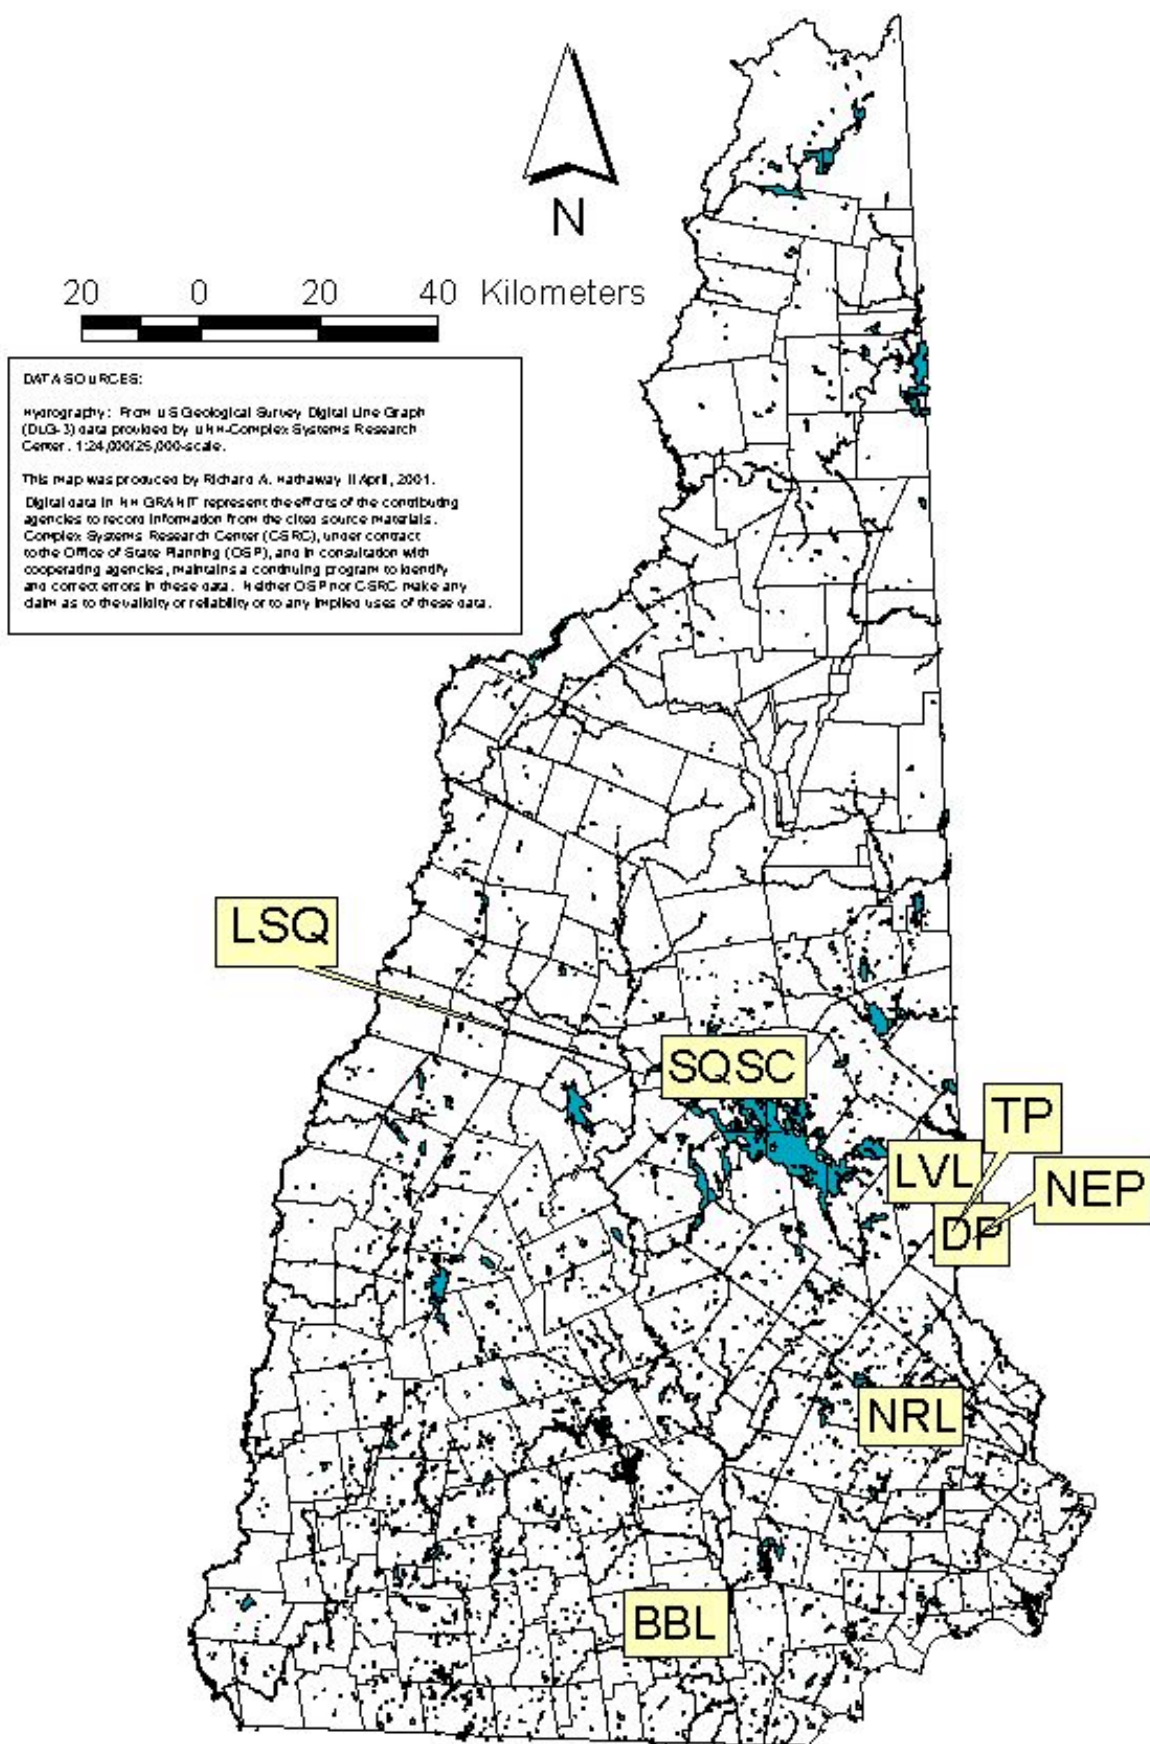 N
20 0 20 40 Kilometers
DATA SOURCES:
Hydrography: From US Geological Survey Digital Line Graph
(DLG-3) data provided by UNH-Complex Systems Research
Center. 1:24,000/25,000-scale.
This map was produced by Richard A. Hathaway II April, 2001.
Digital data in NH GRANIT represent the efforts of the contributing
agencies to record information from the cited source materials.
Complex Systems Research Center (CSRC), under contract
to the Office of State Planning (OSP), and in consultation with
cooperating agencies, maintains a continuing program to identify
and correct errors in these data. Neither OSP nor CSRC make any
claim as to the validity or reliability or to any implied uses of these data.
LSQ
SQSC
TP
LVL
NEP
DP
NRL
BBL